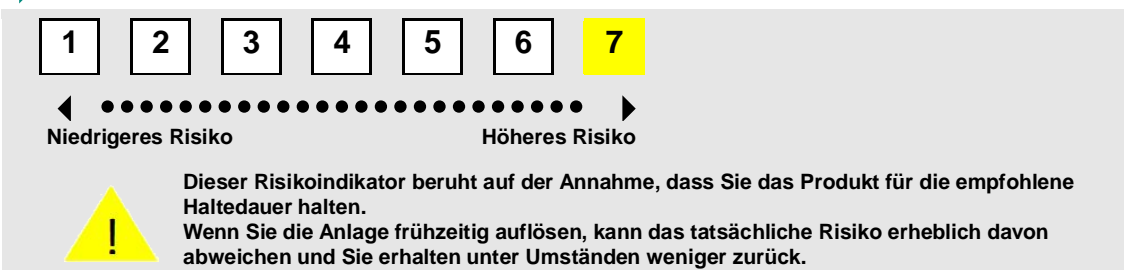 1 2 3 4 5 6 7
Niedrigeres Risiko Höheres Risiko
Dieser Risikoindikator beruht auf der Annahme, dass Sie das Produkt für die empfohlene
Haltedauer halten.
Wenn Sie die Anlage frühzeitig auflösen, kann das tatsächliche Risiko erheblich davon
abweichen und Sie erhalten unter Umständen weniger zurück.
!